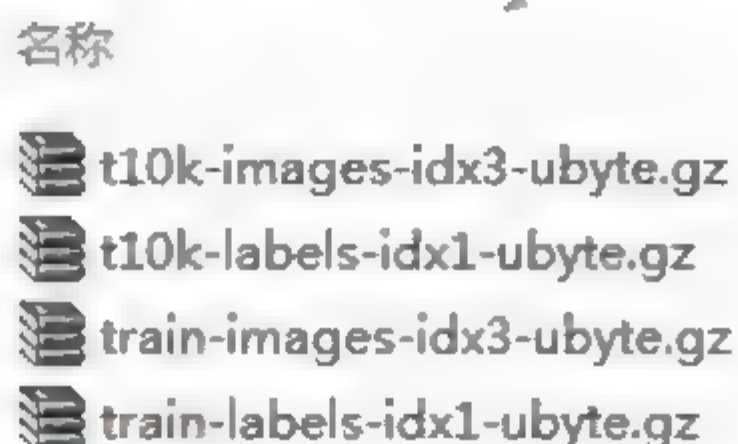 名称
t10k-images-idx3-ubyte.gz
t10k-labels-idx1-ubyte.gz
train-images-idx3-ubyte.gz
train-labels-idx1-ubyte.gz